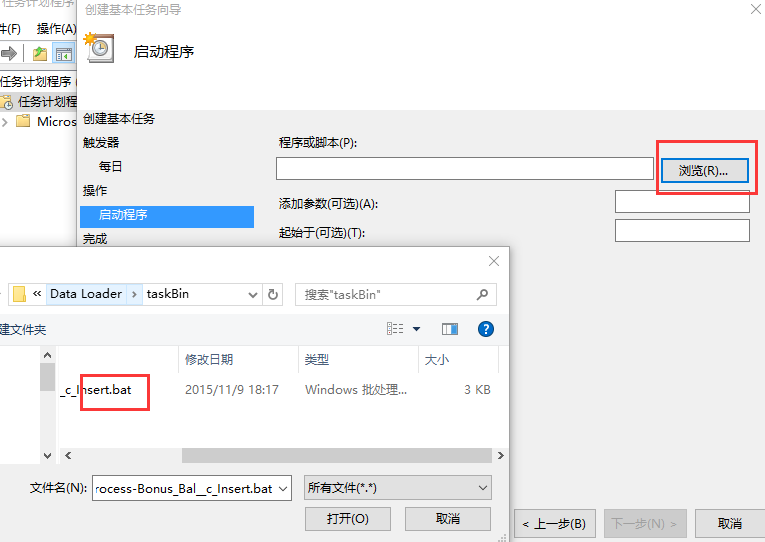 任务计划程序
创建基本任务向导
件(F) 操作(A)
启动程序
任务计划程序 (
任务计划程
Micros
创建基本任务
触发器
每日
操作
启动程序
完成
程序或脚本(P):
浏览(R)...
添加参数(可选)(A):
起始于(可选)(T):
« Data Loader taskBin
搜索"taskBin"
建文件夹
修改日期 类型 大小
_c_Insert.bat 2015/11/9 18:17 Windows 批处理... 3 KB
文件名(N): rocess-Bonus_Bal__c_Insert.bat 所有文件(*.*)
打开(O) 取消
< 上一步(B) 下一步(N) > 取消